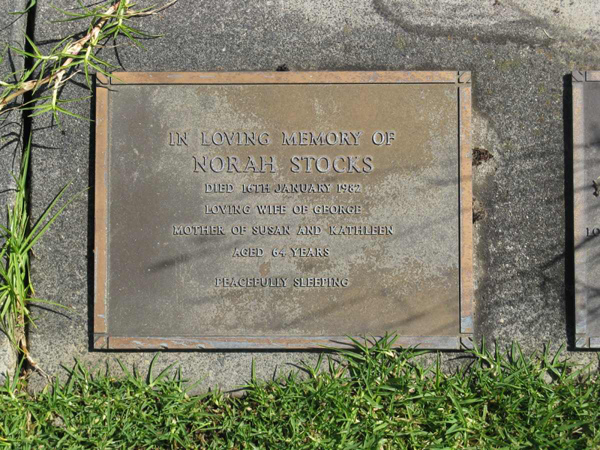 IN LOVING MEMORY OF
NORAH STOCKS
DIED 16TH JANUARY 1982
LOVING WIFE OF GEORGE
MOTHER OF SUSAN AND KATHLEEN
AGED 64 YEARS
PEACEFULLY SLEEPING